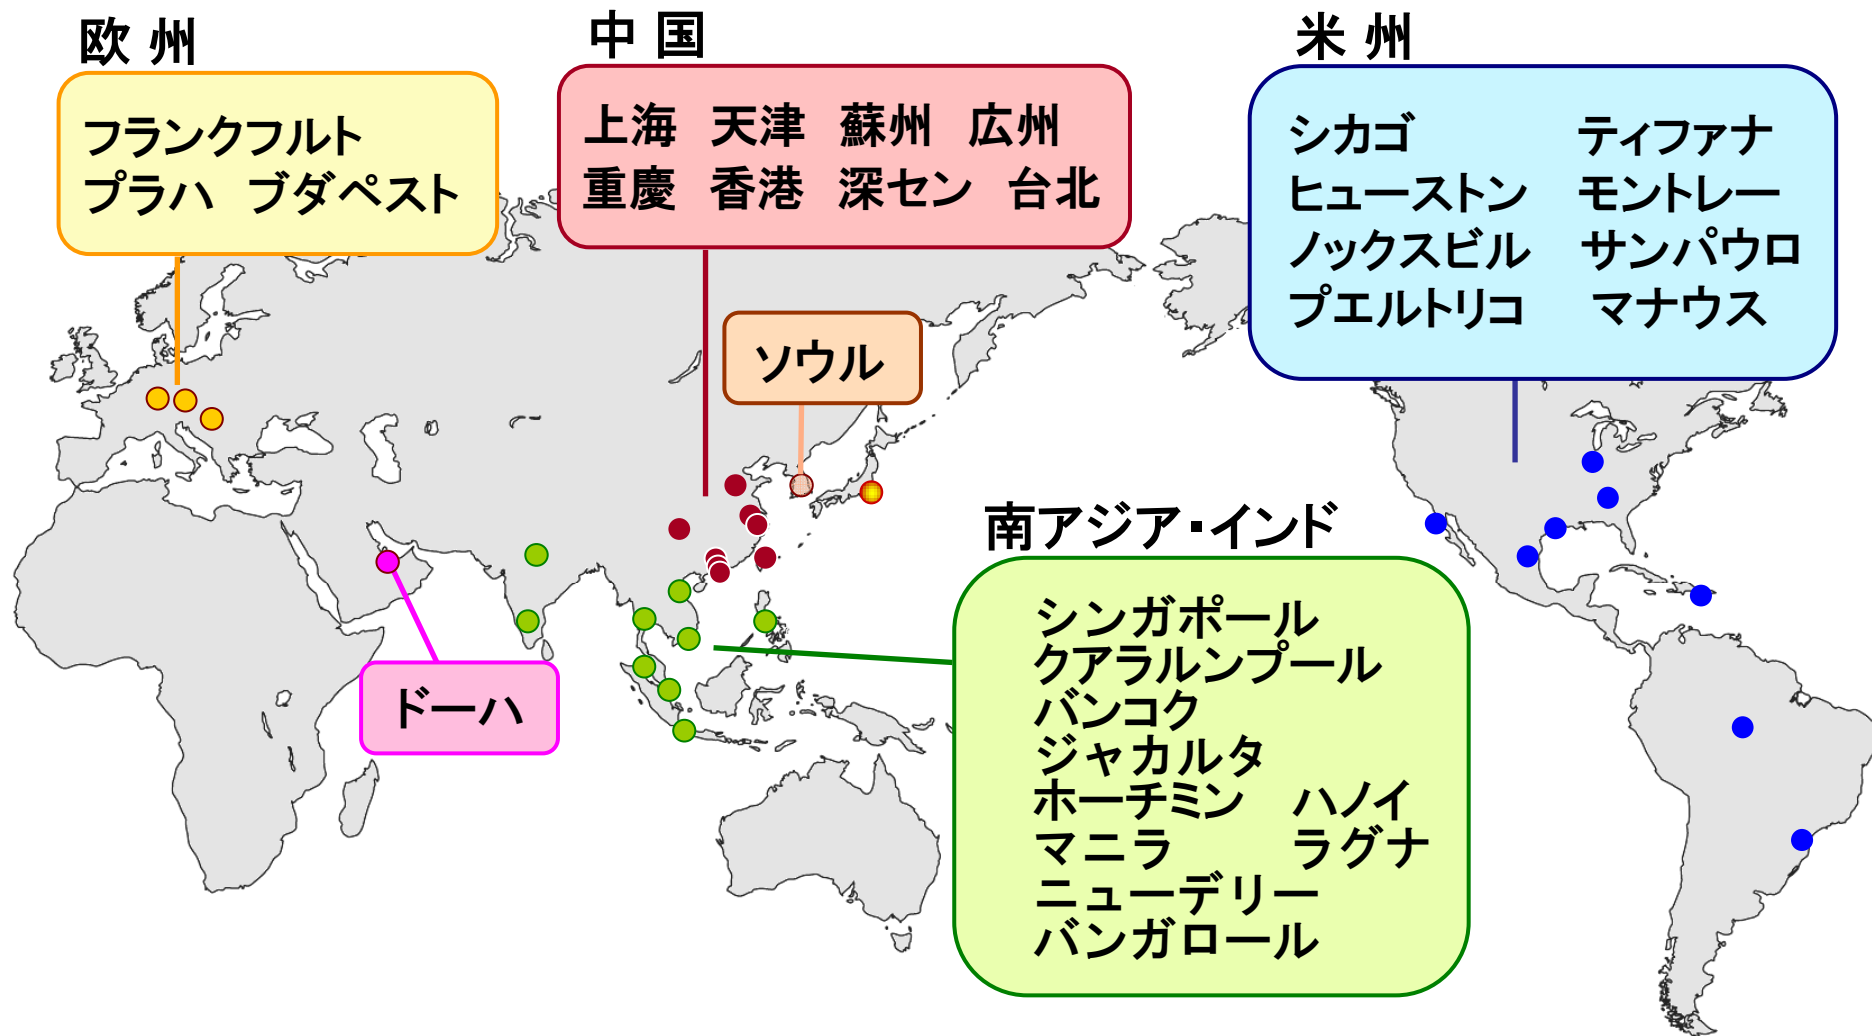 欧 州
フランクフルト
プラハ ブダペスト
中 国
上海 天津 蘇州 広州
重慶 香港 深セン 台北
米 州
シカゴ ティファナ
ヒューストン モントレー
ノックスビル サンパウロ
プエルトリコ マナウス
ソウル
ドーハ
南アジア・インド
シンガポール
クアラルンプール
バンコク
ジャカルタ
ホーチミン ハノイ
マニラ ラグナ
ニューデリー
バンガロール